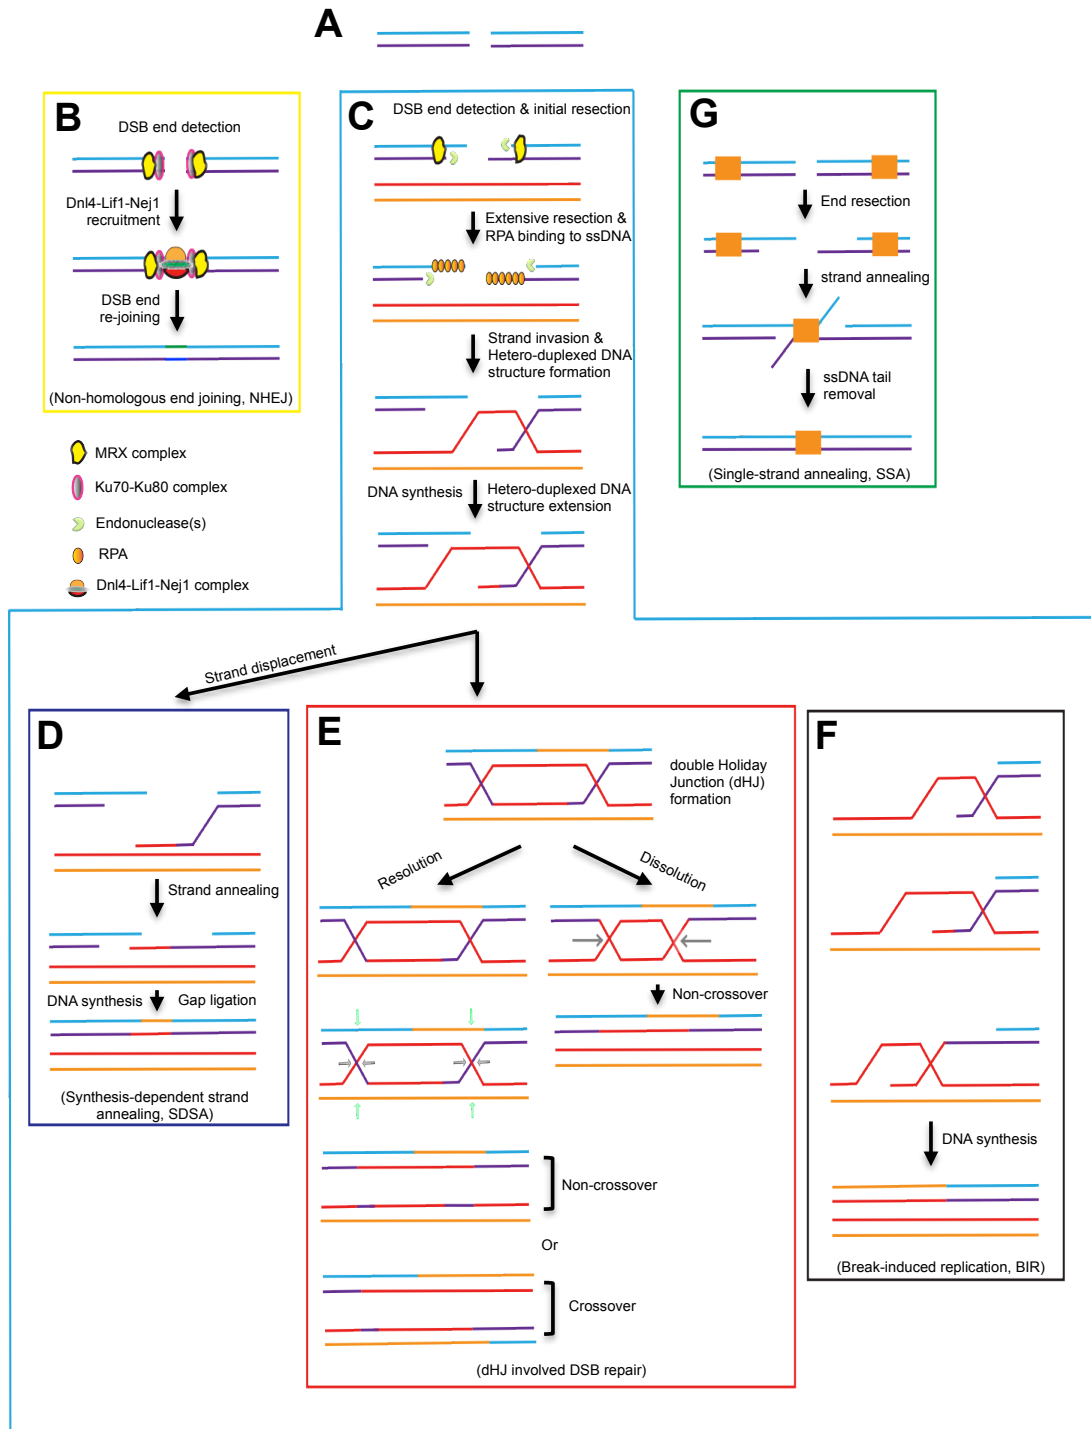 A
B
DSB end detection
Dnl4-Lif1-Nej1
recruitment
DSB end
re-joining
(Non-homologous end joining, NHEJ)
MRX complex
Ku70-Ku80 complex
Endonuclease(s)
RPA
Dnl4-Lif1-Nej1 complex
C
DSB end detection & initial resection
Extensive resection &
RPA binding to ssDNA
Strand invasion &
Hetero-duplexed DNA
structure formation
DNA synthesis
Hetero-duplexed DNA
structure extension
G
End resection
strand annealing
ssDNA tail
removal
(Single-strand annealing, SSA)
Strand displacement
D
Strand annealing
DNA synthesis
Gap ligation
(Synthesis-dependent strand
annealing, SDSA)
E
double Holiday
Junction (dHJ)
formation
Resolution
Dissolution
Non-crossover
Non-crossover
Or
Crossover
(dHJ involved DSB repair)
F
DNA synthesis
(Break-induced replication, BIR)